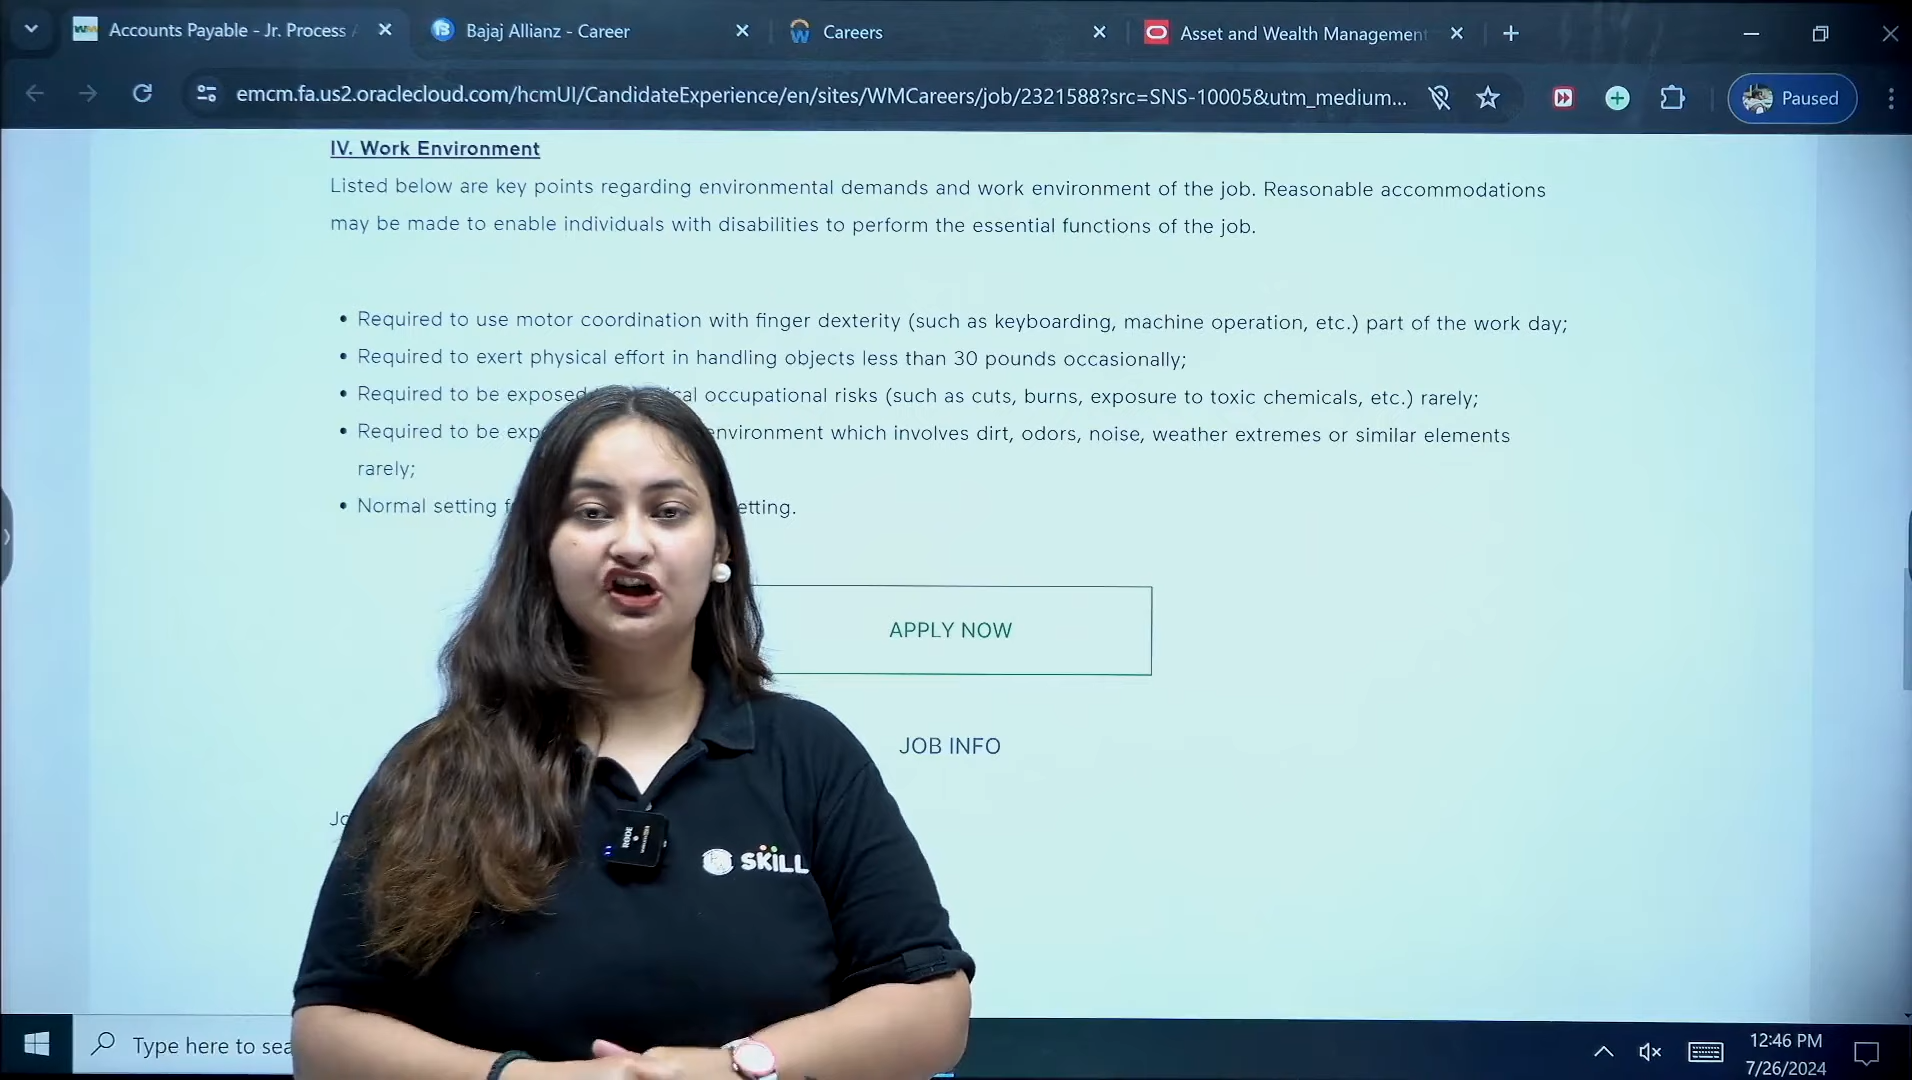 Accounts Payable - Jr. Process
Bajaj Allianz - Career
Careers
Asset and Wealth Management
emcm.fa.us2.oraclecloud.com/hcmUI/CandidateExperience/en/sites/WMCareers/job/2321588?src=SNS-10005&utm_medium...
Paused
IV. Work Environment
Listed below are key points regarding environmental demands and work environment of the job. Reasonable accommodations
may be made to enable individuals with disabilities to perform the essential functions of the job.
• Required to use motor coordination with finger dexterity (such as keyboarding, machine operation, etc.) part of the work day;
• Required to exert physical effort in handling objects less than 30 pounds occasionally;
• Required to be exposed occupational risks (such as cuts, burns, exposure to toxic chemicals, etc.) rarely;
• Required to be environment which involves dirt, odors, noise, weather extremes or similar elements
rarely;
• Normal setting
APPLY NOW
JOB INFO
RØDE
SKILL
Type here to
12:46 PM
7/26/2024